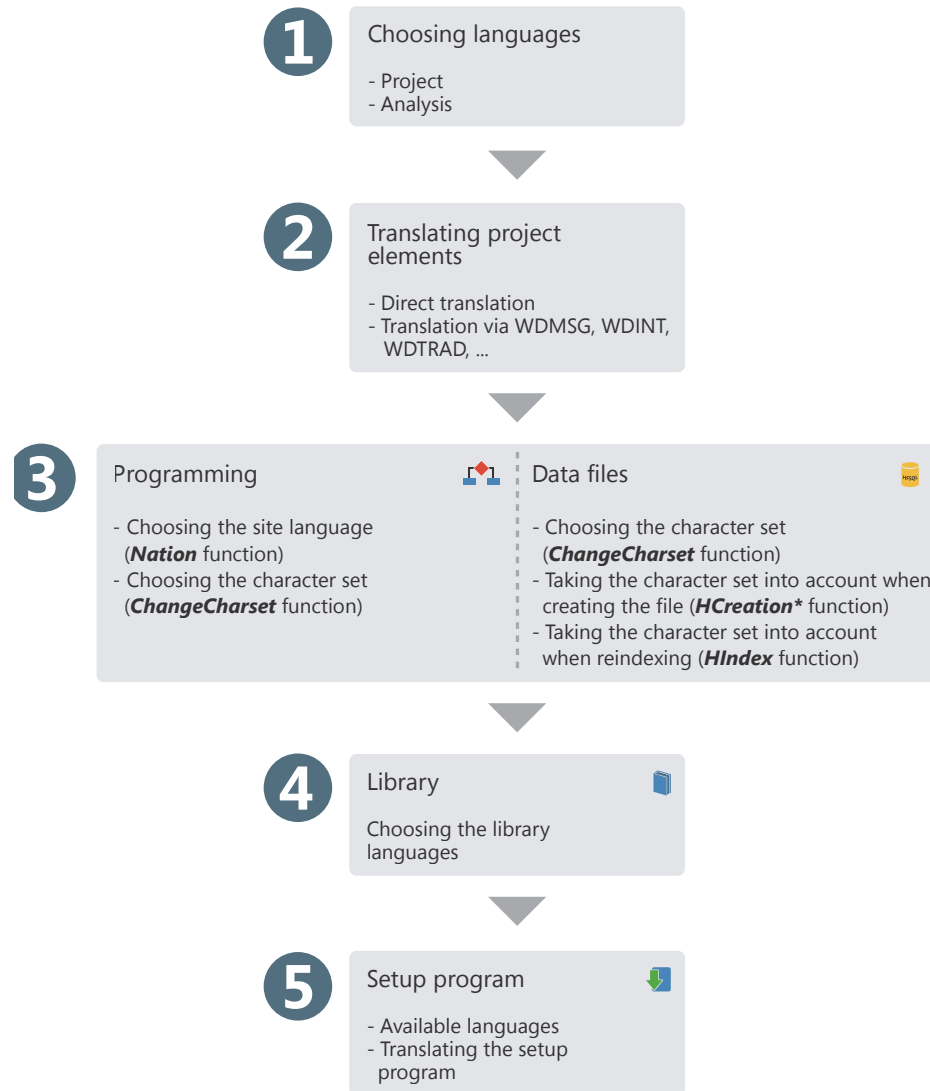 1
Choosing languages
- Project
- Analysis
2
Translating project
elements
- Direct translation
- Translation via WDMSG, WDINT,
WDTRAD, ...
3
Programming
- Choosing the site language
(Nation function)
- Choosing the character set
(ChangeCharset function)
Data files
HFSQL
- Choosing the character set
(ChangeCharset function)
- Taking the character set into account when
creating the file (HCreation* function)
- Taking the character set into account
when reindexing (HIndex function)
4
Library
Choosing the library
languages
5
Setup program
- Available languages
- Translating the setup
program